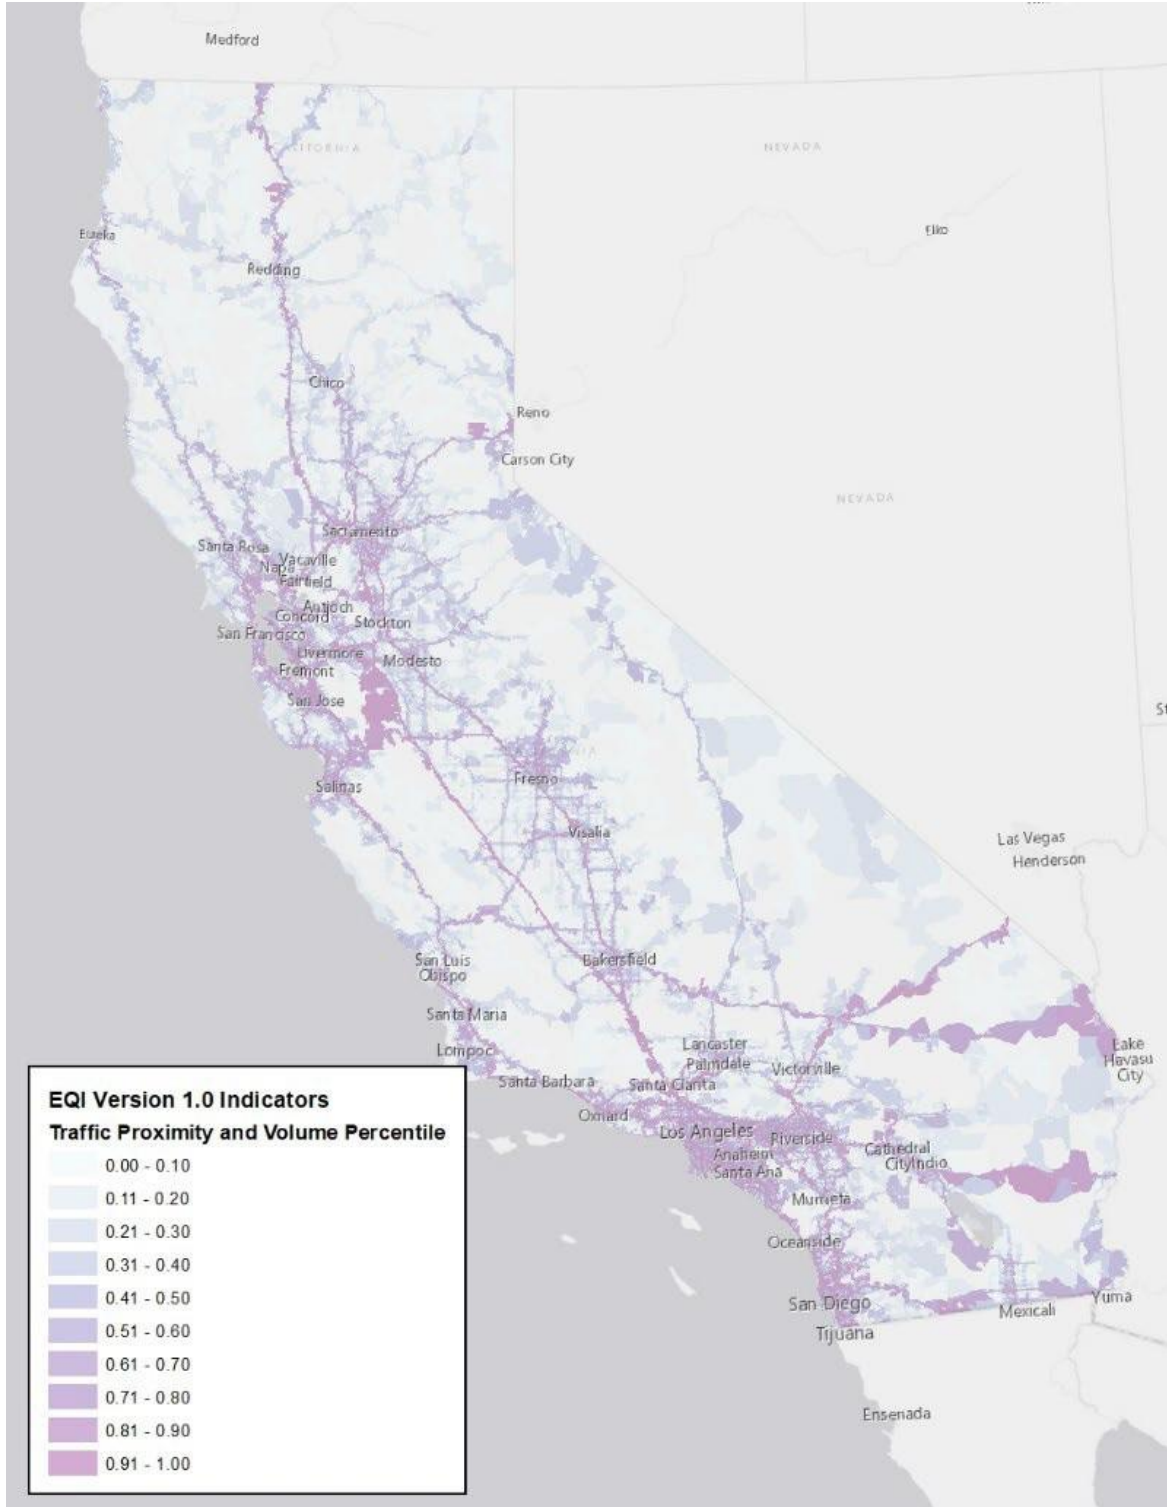 Medford
CALIFORNIA
NEVADA
Eureka
Elko
Redding
Chico
Reno
Carson City
NEVADA
Sacramento
Santa Rosa
Vacaville
Napa
Fairfield
Antioch
Concord
Stockton
San Francisco
Livermore
Modesto
Fremont
San Jose
Fresno
Salinas
Visalia
Las Vegas
Henderson
Bakersfield
San Luis
Obispo
Santa Maria
Lancaster
Lake
Havasu
City
Lompoc
Palmdale
Victorville
Santa Barbara
Santa Clarita
Oxnard
Los Angeles
Riverside
Anaheim
Cathedral
City
Indio
Santa Ana
Murrieta
Oceanside
San Diego
Mexicali
Yuma
Tijuana
Ensenada
EQI Version 1.0 Indicators
Traffic Proximity and Volume Percentile
0.00 - 0.10
0.11 - 0.20
0.21 - 0.30
0.31 - 0.40
0.41 - 0.50
0.51 - 0.60
0.61 - 0.70
0.71 - 0.80
0.81 - 0.90
0.91 - 1.00